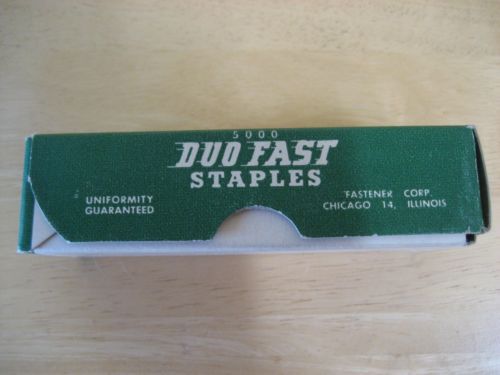 5000
DUO FAST
STAPLES
UNIFORMITY
GUARANTEED
FASTENER CORP.
CHICAGO 14, ILLINOIS